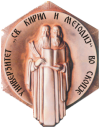 УНИВЕРЗИТЕТ "СВ. КИРИЛ И МЕТОДИЈ" ВО СКОПЈЕ